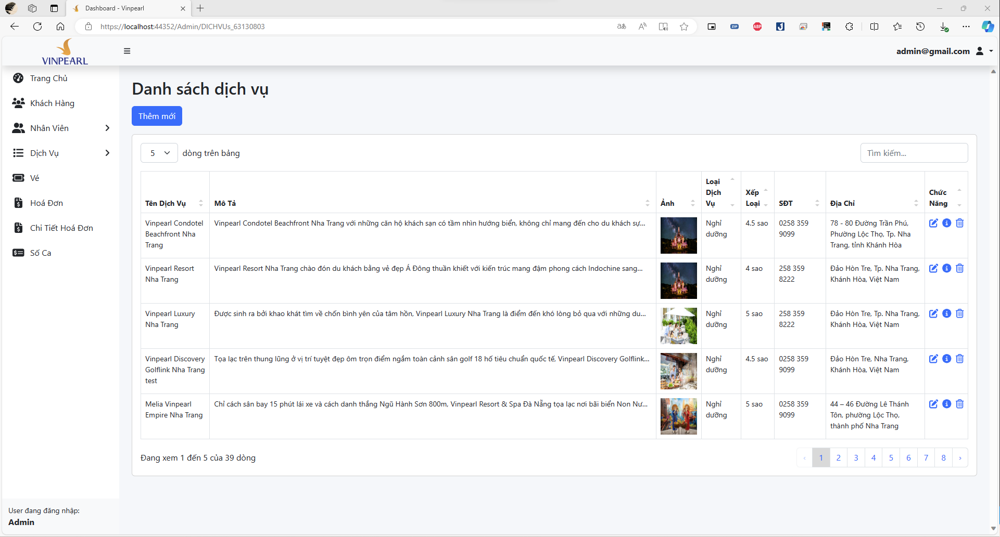 Dashboard - Vinpearl
https://localhost:44352/Admin/DICHVUs_63130803
VINPEARL
admin@gmail.com
Trang Chủ
Khách Hàng
Nhân Viên
Dịch Vụ
Vé
Hoá Đơn
Chi Tiết Hoá Đơn
Số Ca
User đang đăng nhập:
Admin
Danh sách dịch vụ
Thêm mới
5 dòng trên bảng
Tìm kiếm...
Tên Dịch Vụ
Mô Tả
Ảnh
Loại
Dịch
Vụ
Xếp
Loại
SĐT
Địa Chỉ
Chức
Năng
Vinpearl Condotel
Beachfront Nha
Trang
Vinpearl Condotel Beachfront Nha Trang với những căn hộ khách sạn có tầm nhìn hướng biển, không chỉ mang đến cho du khách sự...
Nghỉ
dưỡng
4.5 sao
0258 359
9099
78 - 80 Đường Trần Phú,
Phường Lộc Thọ, Tp. Nha
Trang, tỉnh Khánh Hòa
Vinpearl Resort
Nha Trang
Vinpearl Resort Nha Trang chào đón du khách bằng vẻ đẹp Á Đông thuần khiết với kiến trúc mang đậm phong cách Indochine sang...
Nghỉ
dưỡng
4 sao
258 359
8222
Đảo Hòn Tre, Tp. Nha Trang,
Khánh Hòa, Việt Nam
Vinpearl Luxury
Nha Trang
Được sinh ra bởi khao khát tìm về chốn bình yên của tâm hồn, Vinpearl Luxury Nha Trang là điểm đến khó lòng bỏ qua với những du...
Nghỉ
dưỡng
5 sao
258 359
8222
Đảo Hòn Tre, Tp. Nha Trang,
Khánh Hòa, Việt Nam
Vinpearl Discovery
Golflink Nha Trang
test
Tọa lạc trên thung lũng ở vị trí tuyệt đẹp ôm trọn điểm ngắm toàn cảnh sân golf 18 hố tiêu chuẩn quốc tế, Vinpearl Discovery Golflink...
Nghỉ
dưỡng
4.5 sao
0258 359
9099
Đảo Hòn Tre, Nha Trang,
Khánh Hòa, Việt Nam
Melia Vinpearl
Empire Nha Trang
Chỉ cách sân bay 15 phút lái xe và cách danh thắng Ngũ Hành Sơn 800m, Vinpearl Resort & Spa Đà Nẵng tọa lạc nơi bãi biển Non Nư...
Nghỉ
dưỡng
5 sao
0258 359
9099
44 – 46 Đường Lê Thánh
Tôn, phường Lộc Thọ,
thành phố Nha Trang
Đang xem 1 đến 5 của 39 dòng
‹ 1 2 3 4 5 6 7 8 ›